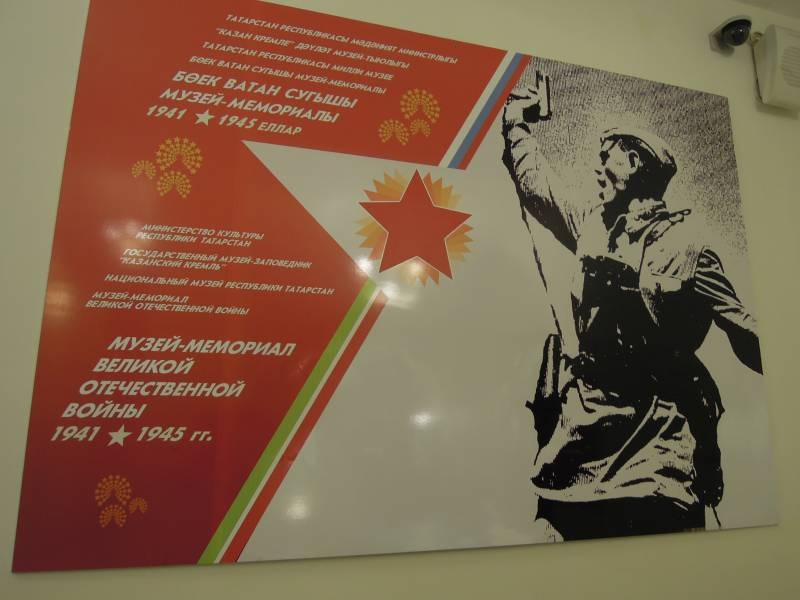 ТАТАРСТАН РЕСПУБЛИКАСЫ МӘДӘНИЯТ МИНИСТРЛЫГЫ
"КАЗАН КРЕМЛЕ" ДӘҮЛӘТ МУЗЕЙ-ТЫЮЛЫГЫ
ТАТАРСТАН РЕСПУБЛИКАСЫ МИЛЛИ МУЗЕЕ
БӨЕК ВАТАН СУГЫШЫ МУЗЕЙ-МЕМОРИАЛЫ
БӨЕК ВАТАН СУГЫШЫ
МУЗЕЙ-МЕМОРИАЛЫ
1941 ★ 1945 ЕЛЛАР
МИНИСТЕРСТВО КУЛЬТУРЫ
РЕСПУБЛИКИ ТАТАРСТАН
ГОСУДАРСТВЕННЫЙ МУЗЕЙ-ЗАПОВЕДНИК
"КАЗАНСКИЙ КРЕМЛЬ"
НАЦИОНАЛЬНЫЙ МУЗЕЙ РЕСПУБЛИКИ ТАТАРСТАН
МУЗЕЙ-МЕМОРИАЛ
ВЕЛИКОЙ ОТЕЧЕСТВЕННОЙ ВОЙНЫ
МУЗЕЙ-МЕМОРИАЛ
ВЕЛИКОЙ
ОТЕЧЕСТВЕННОЙ
ВОЙНЫ
1941 ★ 1945 гг.